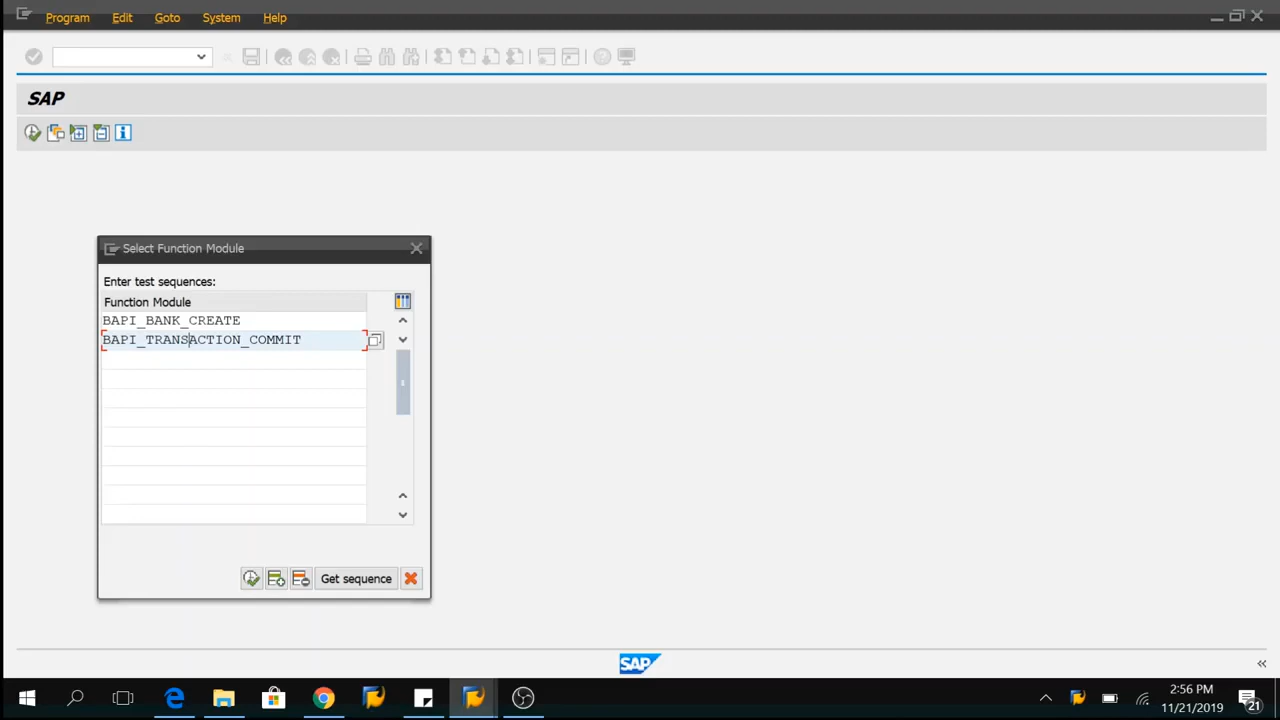 Program Edit Goto System Help
SAP
Select Function Module
Enter test sequences:
Function Module
BAPI_BANK_CREATE
BAPI_TRANSACTION_COMMIT
Get sequence
SAP
2:56 PM
11/21/2019
21